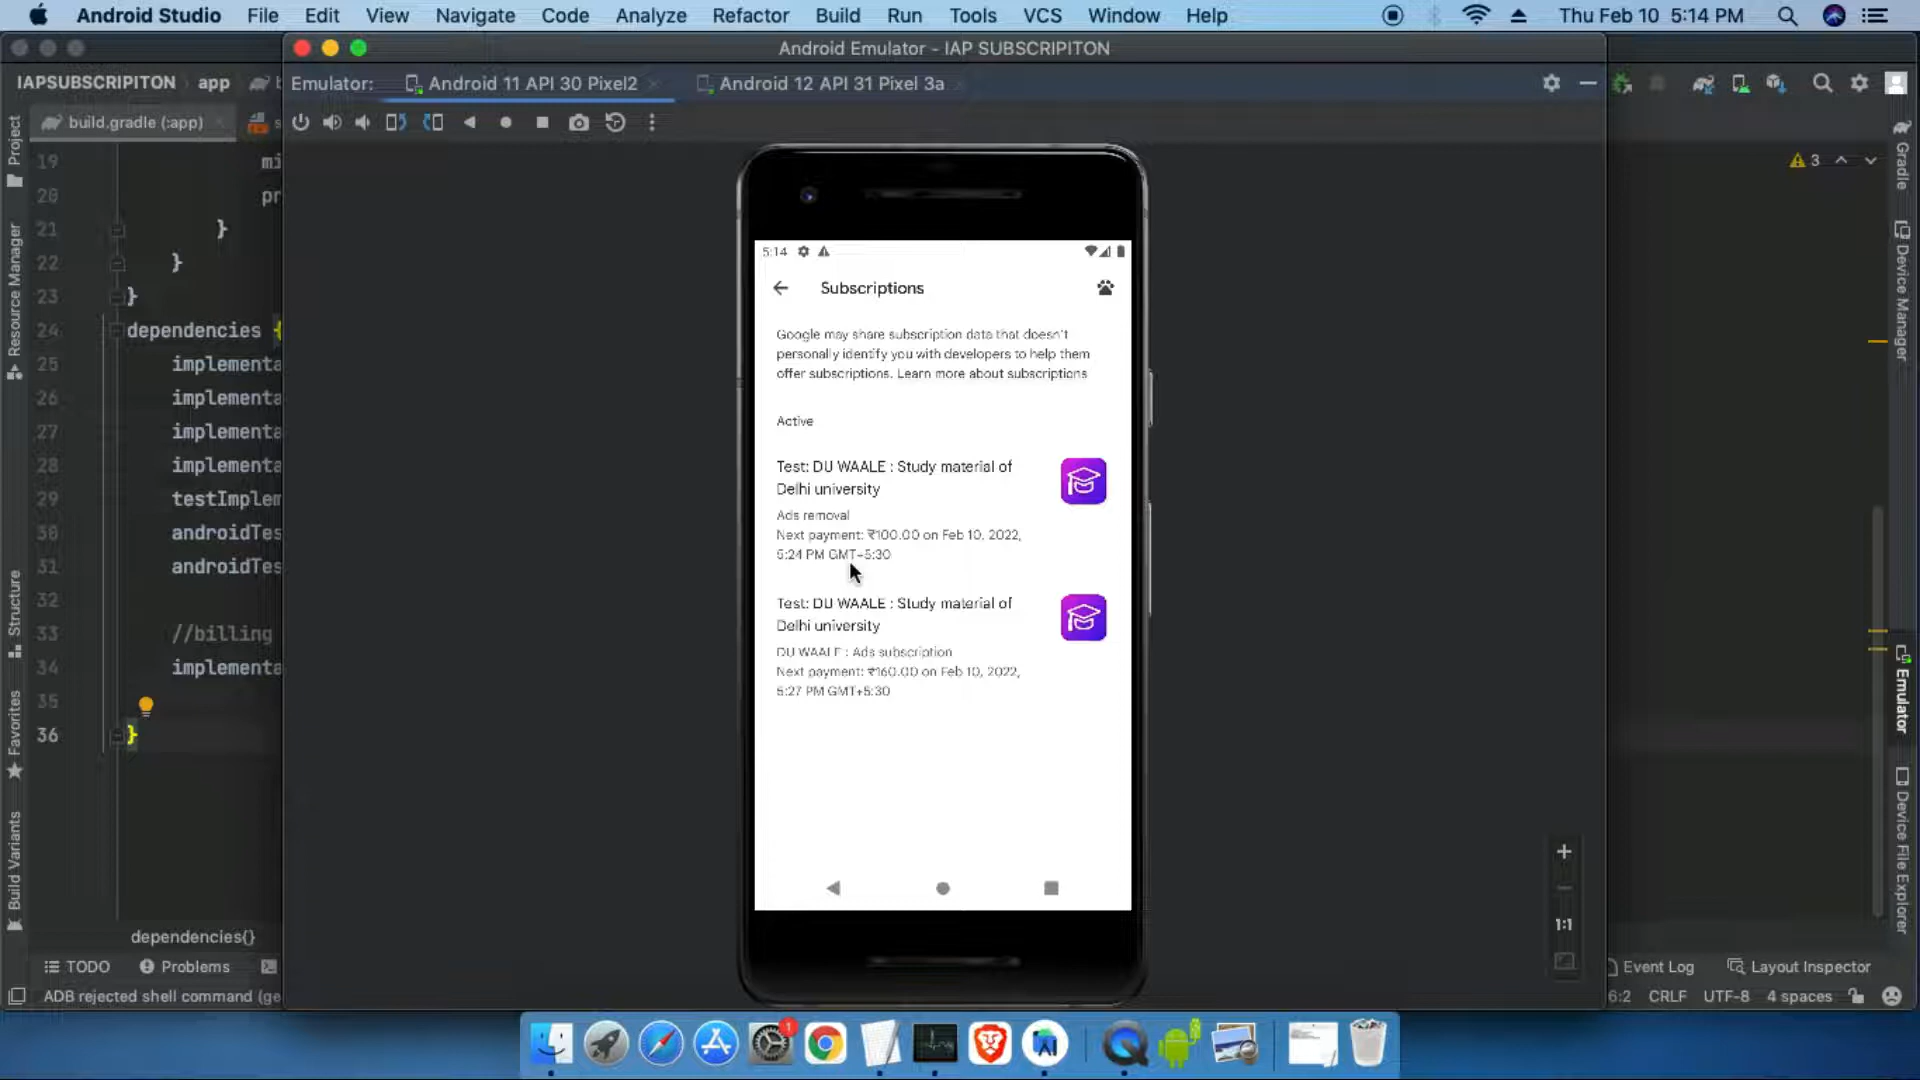 Android Studio File Edit View Navigate Code Analyze Refactor Build Run Tools VCS Window Help Thu Feb 10 5:14 PM
Android Emulator - IAP SUBSCRIPITON
IAPSUBSCRIPITON app
Emulator: Android 11 API 30 Pixel2 Android 12 API 31 Pixel 3a
build.gradle (:app)
19 mi
20 pr
21 }
22 }
23 }
24 dependencies {
25 implementa
26 implementa
27 implementa
28 implementa
29 testImplem
30 androidTes
31 androidTes
32
33 //billing
34 implementa
35
36 }
dependencies{}
Project
Resource Manager
Structure
Favorites
Build Variants
5:14
Subscriptions
Google may share subscription data that doesn't
personally identify you with developers to help them
offer subscriptions. Learn more about subscriptions
Active
Test: DU WAALE : Study material of
Delhi university
Ads removal
Next payment: ₹100.00 on Feb 10, 2022,
5:24 PM GMT+5:30
Test: DU WAALE : Study material of
Delhi university
DU WAALE : Ads subscription
Next payment: ₹160.00 on Feb 10, 2022,
5:27 PM GMT+5:30
1:1
3
Gradle
Device Manager
Emulator
Device File Explorer
TODO Problems Event Log Layout Inspector
ADB rejected shell command (ge 6:2 CRLF UTF-8 4 spaces
1